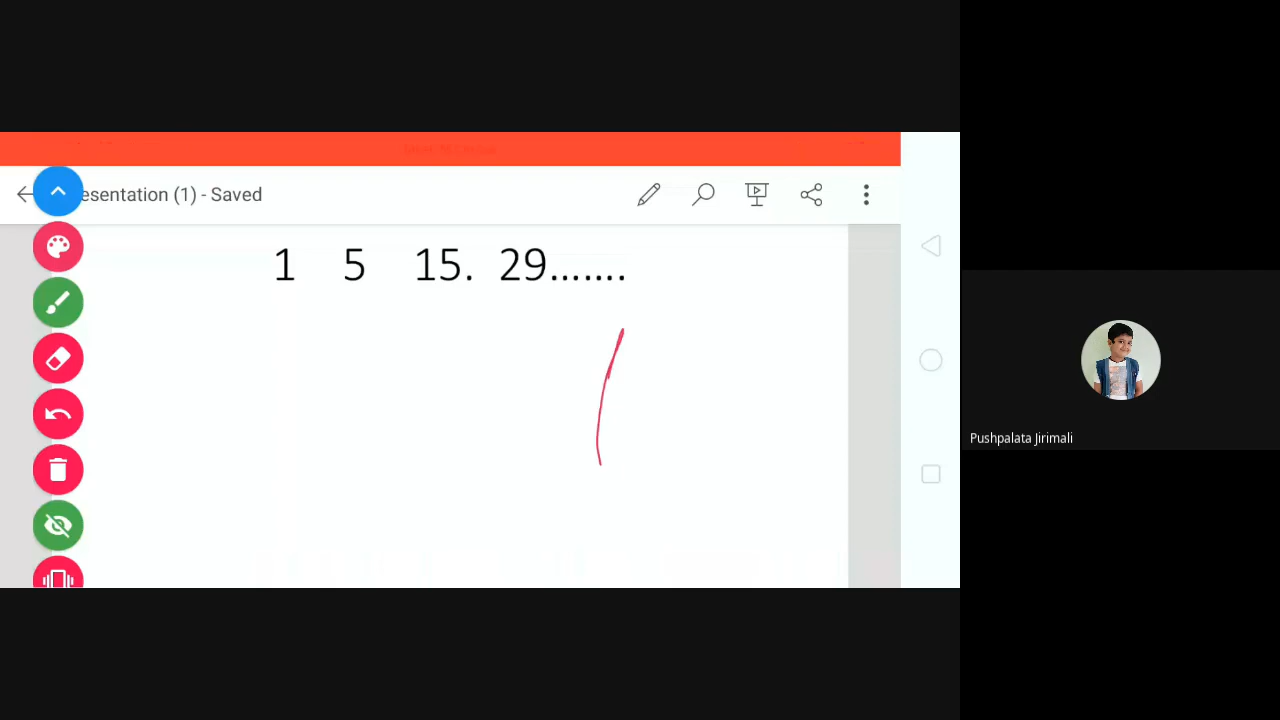 esentation (1) - Saved
1 5 15. 29.......
Pushpalata Jirimali